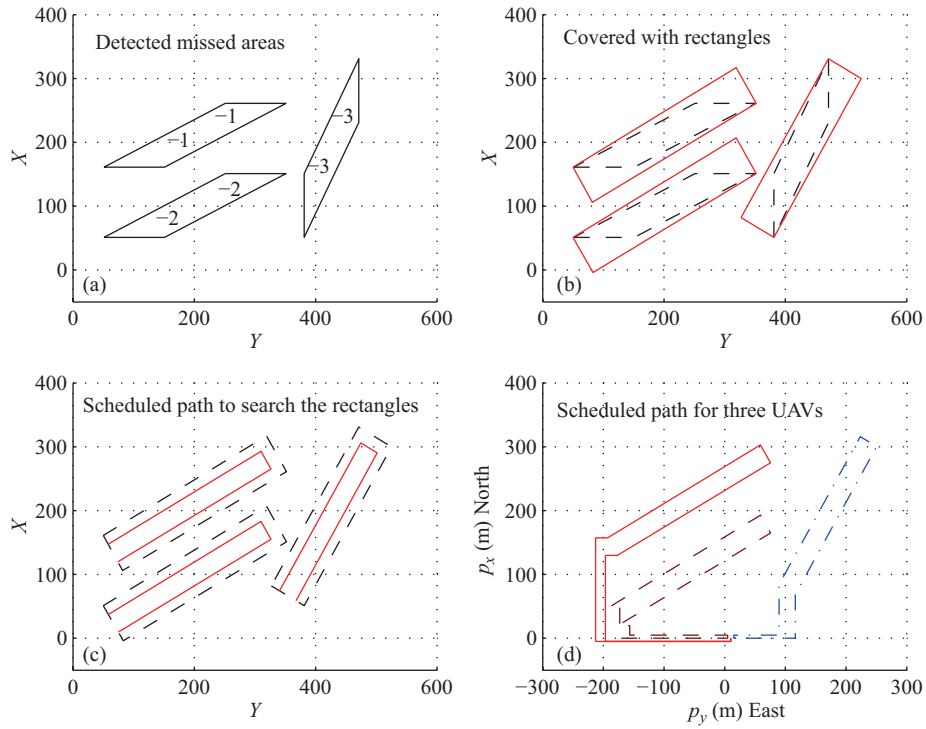 400
Detected missed areas
300
−1
−1
−3
X
200
−2
−2
−3
100
0
(a)
0
200
400
600
Y
400
Covered with rectangles
300
X
200
100
0
(b)
0
200
400
600
Y
400
Scheduled path to search the rectangles
300
X
200
100
0
(c)
0
200
400
600
Y
400
Scheduled path for three UAVs
300
px (m) North
200
100
0
(d)
−300
−200
−100
0
100
200
300
py (m) East